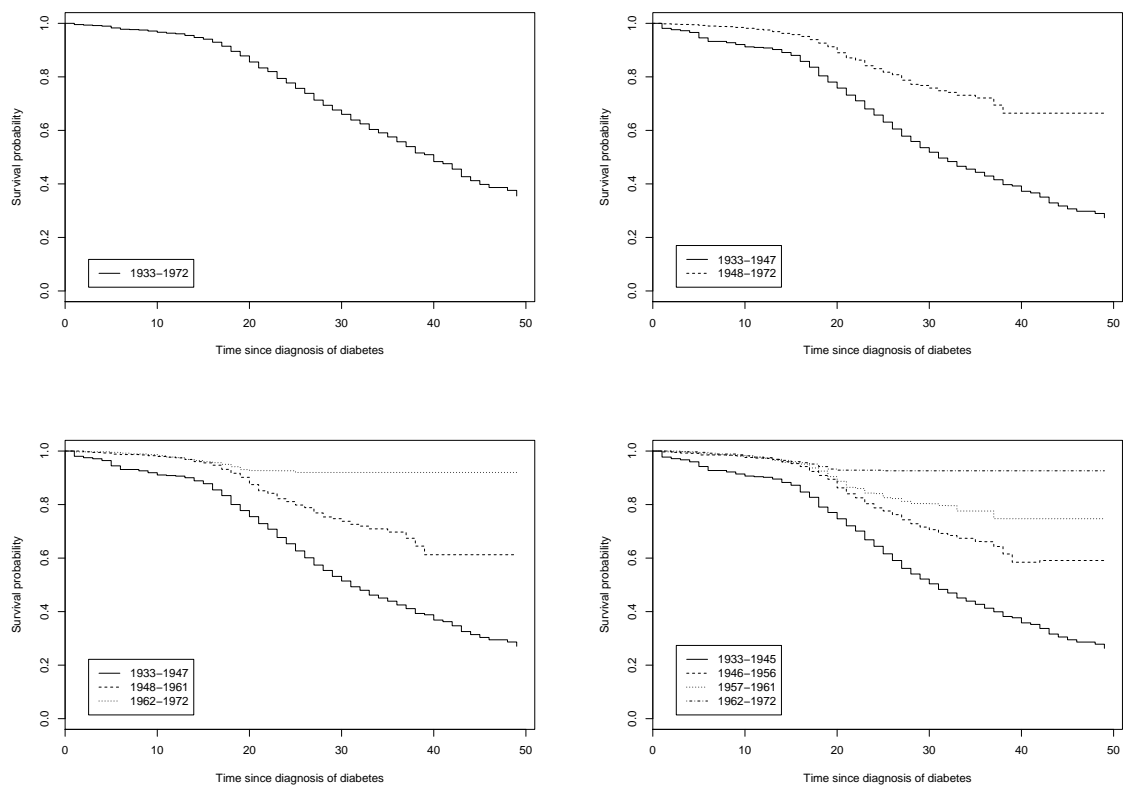 Survival probability
1.0
0.8
0.6
0.4
0.2
0.0
1933−1972
0 10 20 30 40 50
Time since diagnosis of diabetes
Survival probability
1.0
0.8
0.6
0.4
0.2
0.0
1933−1947
1948−1972
0 10 20 30 40 50
Time since diagnosis of diabetes
Survival probability
1.0
0.8
0.6
0.4
0.2
0.0
1933−1947
1948−1961
1962−1972
0 10 20 30 40 50
Time since diagnosis of diabetes
Survival probability
1.0
0.8
0.6
0.4
0.2
0.0
1933−1945
1946−1956
1957−1961
1962−1972
0 10 20 30 40 50
Time since diagnosis of diabetes